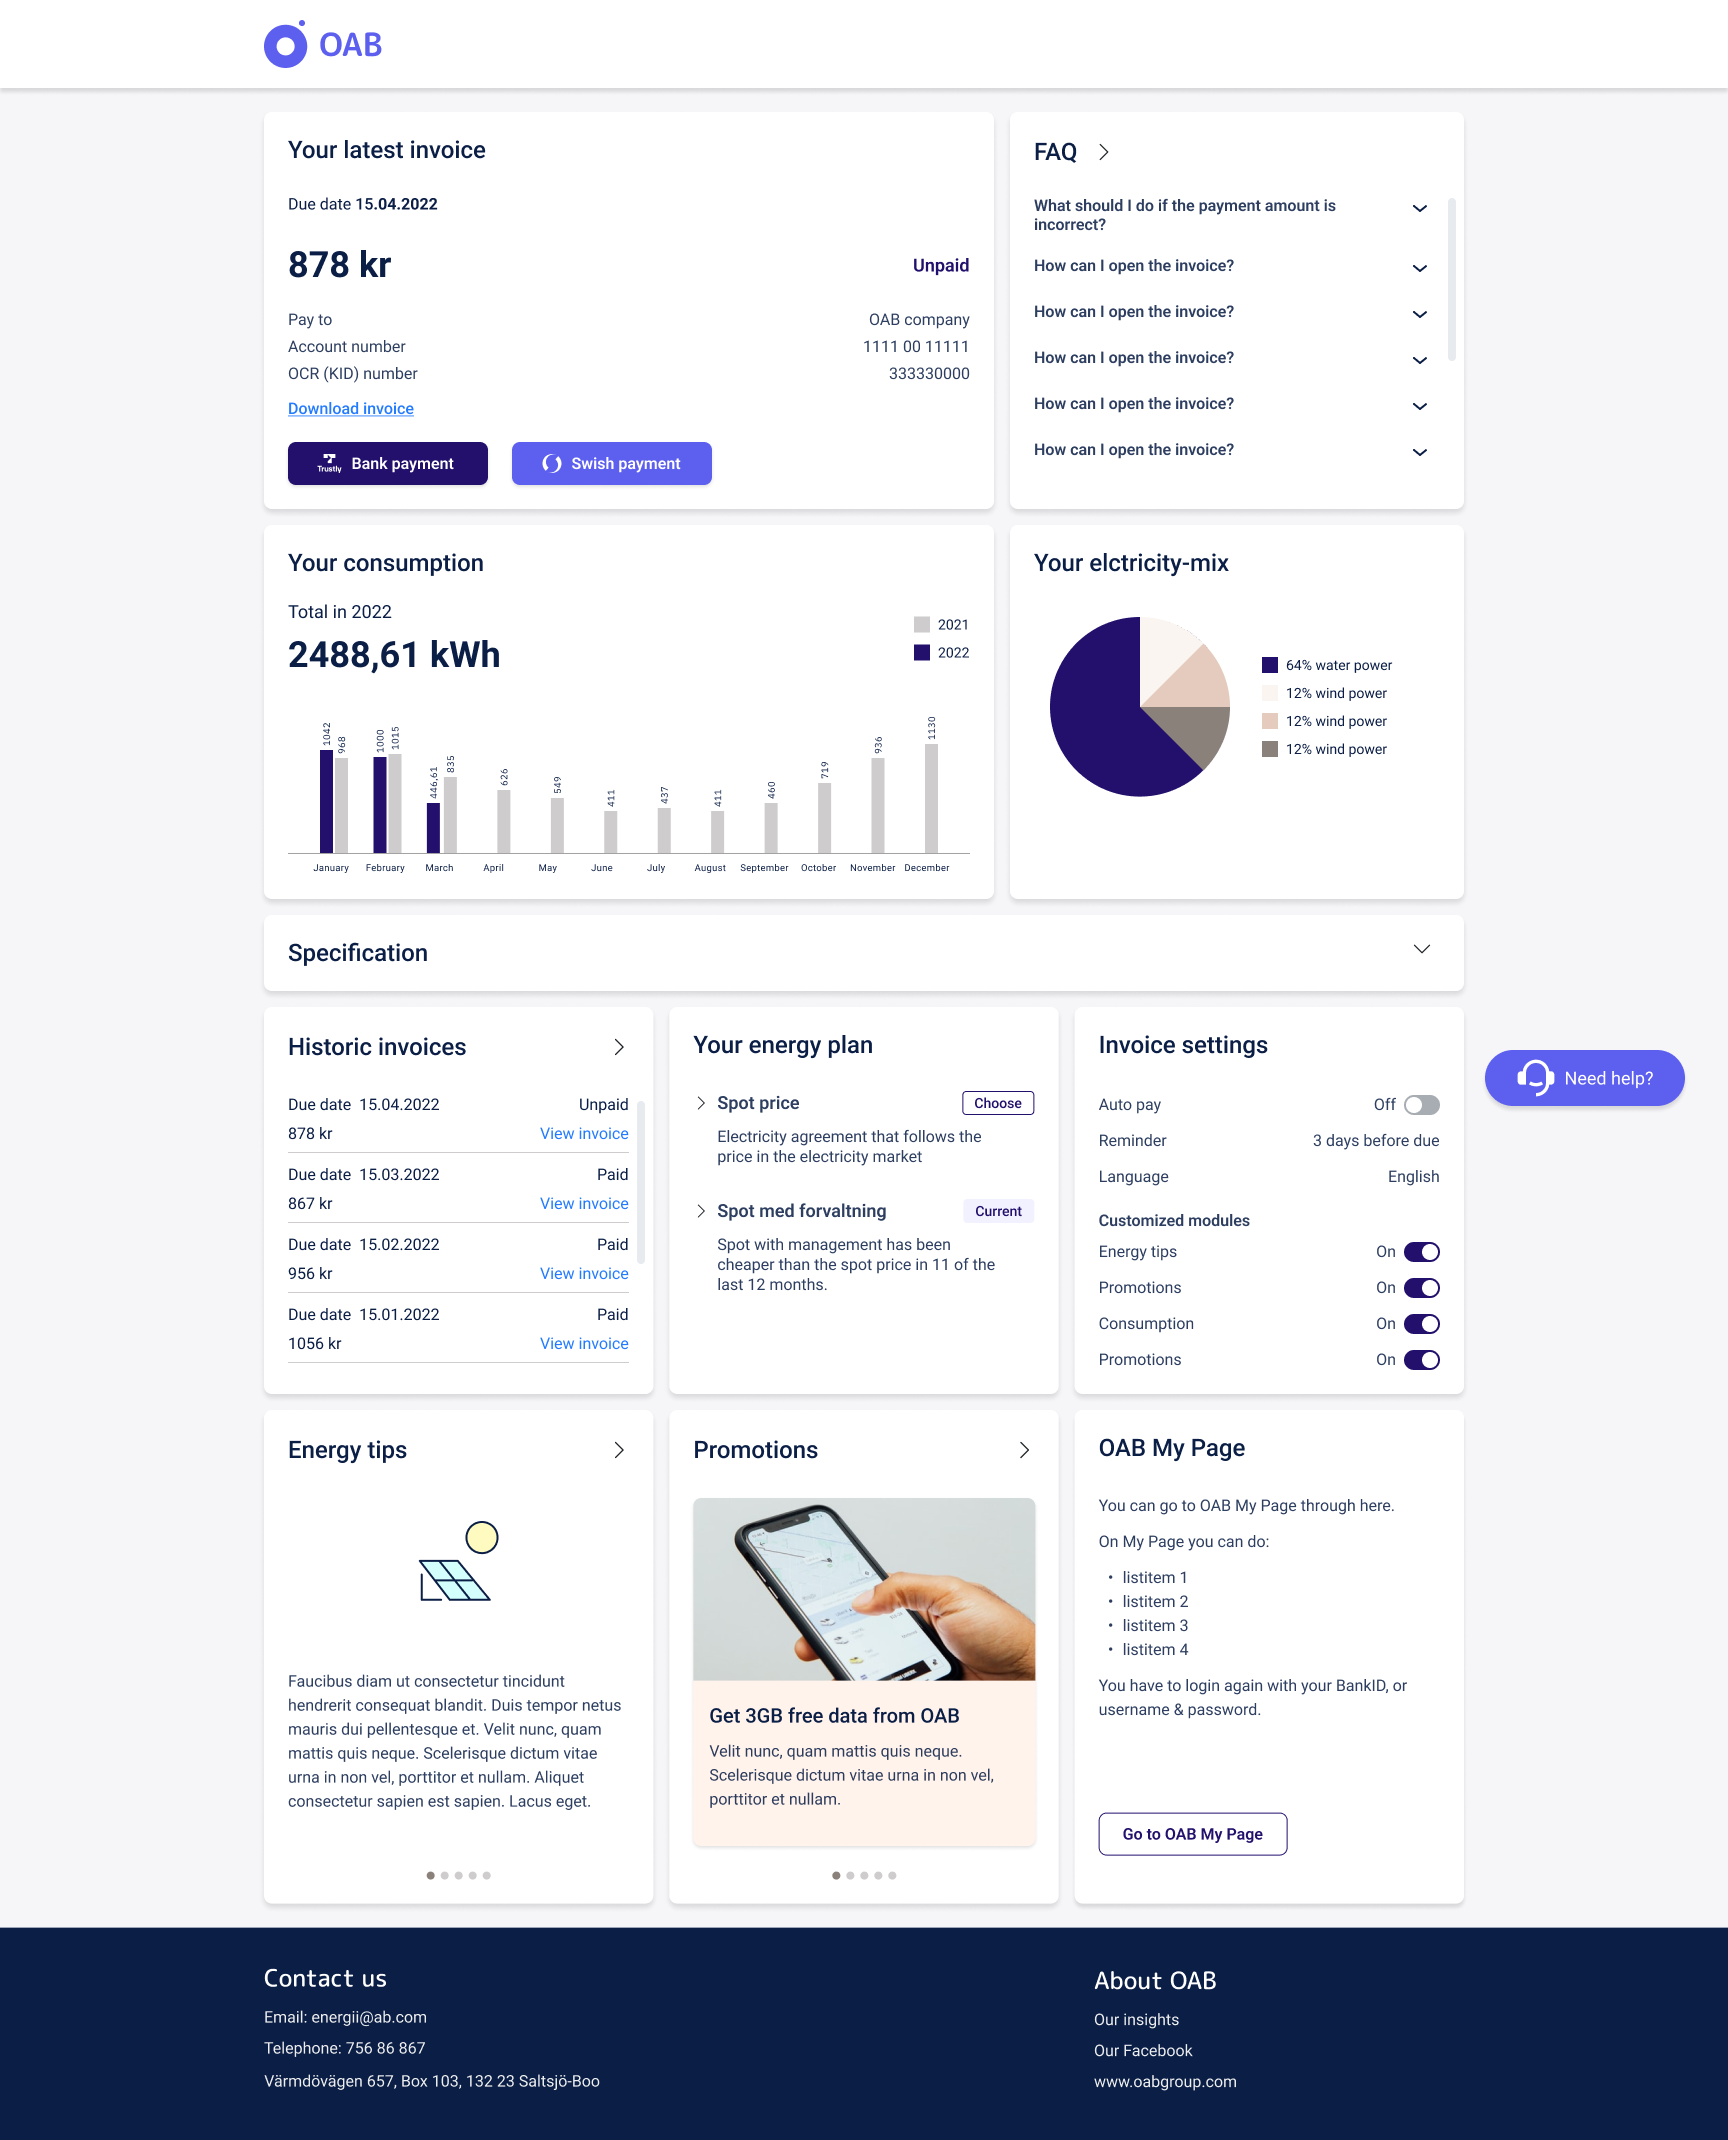 OAB
Your latest invoice
Due date 15.04.2022
878 kr
Unpaid
Pay to
OAB company
Account number
1111 00 11111
OCR (KID) number
333330000
Download invoice
Trustly Bank payment
Swish payment
FAQ
What should I do if the payment amount is
incorrect?
How can I open the invoice?
How can I open the invoice?
How can I open the invoice?
How can I open the invoice?
How can I open the invoice?
Your consumption
Total in 2022
2488,61 kWh
2021
2022
1042
968
1000
1015
446,61
835
626
549
411
437
411
460
719
936
1130
January February March April May June July August September October November December
Your elctricity-mix
64% water power
12% wind power
12% wind power
12% wind power
Specification
Historic invoices
Due date 15.04.2022 Unpaid
878 kr View invoice
Due date 15.03.2022 Paid
867 kr View invoice
Due date 15.02.2022 Paid
956 kr View invoice
Due date 15.01.2022 Paid
1056 kr View invoice
Your energy plan
Spot price Choose
Electricity agreement that follows the
price in the electricity market
Spot med forvaltning Current
Spot with management has been
cheaper than the spot price in 11 of the
last 12 months.
Invoice settings
Auto pay Off
Reminder 3 days before due
Language English
Customized modules
Energy tips On
Promotions On
Consumption On
Promotions On
Need help?
Energy tips
Faucibus diam ut consectetur tincidunt
hendrerit consequat blandit. Duis tempor netus
mauris dui pellentesque et. Velit nunc, quam
mattis quis neque. Scelerisque dictum vitae
urna in non vel, porttitor et nullam. Aliquet
consectetur sapien est sapien. Lacus eget.
Promotions
Get 3GB free data from OAB
Velit nunc, quam mattis quis neque.
Scelerisque dictum vitae urna in non vel,
porttitor et nullam.
OAB My Page
You can go to OAB My Page through here.
On My Page you can do:
• listitem 1
• listitem 2
• listitem 3
• listitem 4
You have to login again with your BankID, or
username & password.
Go to OAB My Page
Contact us
Email: energii@ab.com
Telephone: 756 86 867
Värmdövägen 657, Box 103, 132 23 Saltsjö-Boo
About OAB
Our insights
Our Facebook
www.oabgroup.com